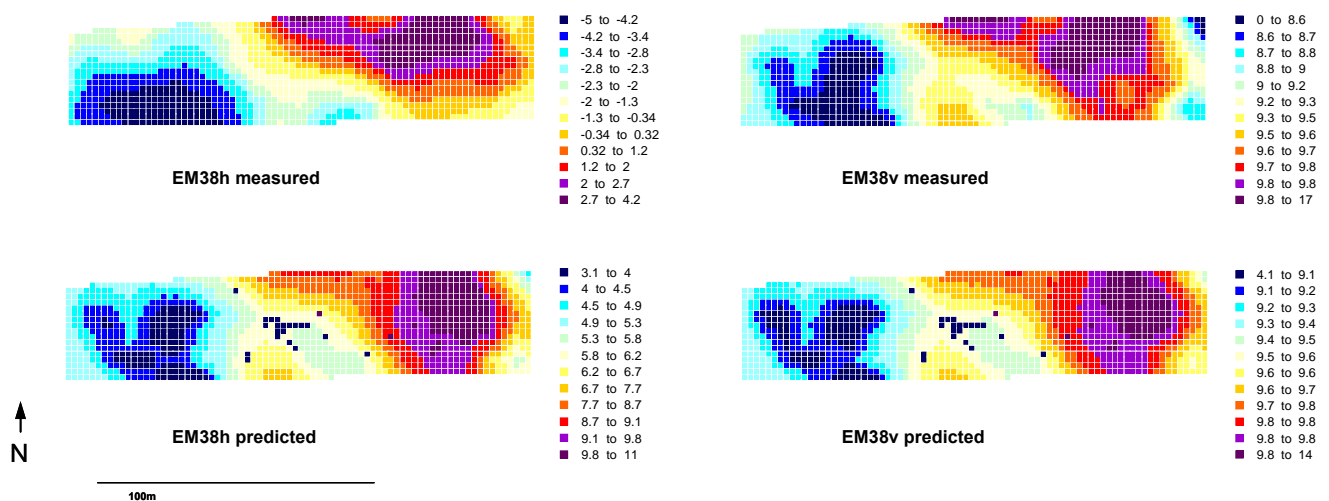 -5 to -4.2
-4.2 to -3.4
-3.4 to -2.8
-2.8 to -2.3
-2.3 to -2
-2 to -1.3
-1.3 to -0.34
-0.34 to 0.32
0.32 to 1.2
1.2 to 2
2 to 2.7
2.7 to 4.2
EM38h measured
0 to 8.6
8.6 to 8.7
8.7 to 8.8
8.8 to 9
9 to 9.2
9.2 to 9.3
9.3 to 9.5
9.5 to 9.6
9.6 to 9.7
9.7 to 9.8
9.8 to 9.8
9.8 to 17
EM38v measured
3.1 to 4
4 to 4.5
4.5 to 4.9
4.9 to 5.3
5.3 to 5.8
5.8 to 6.2
6.2 to 6.7
6.7 to 7.7
7.7 to 8.7
8.7 to 9.1
9.1 to 9.8
9.8 to 11
EM38h predicted
4.1 to 9.1
9.1 to 9.2
9.2 to 9.3
9.3 to 9.4
9.4 to 9.5
9.5 to 9.6
9.6 to 9.6
9.6 to 9.7
9.7 to 9.8
9.8 to 9.8
9.8 to 9.8
9.8 to 14
EM38v predicted
N
100m